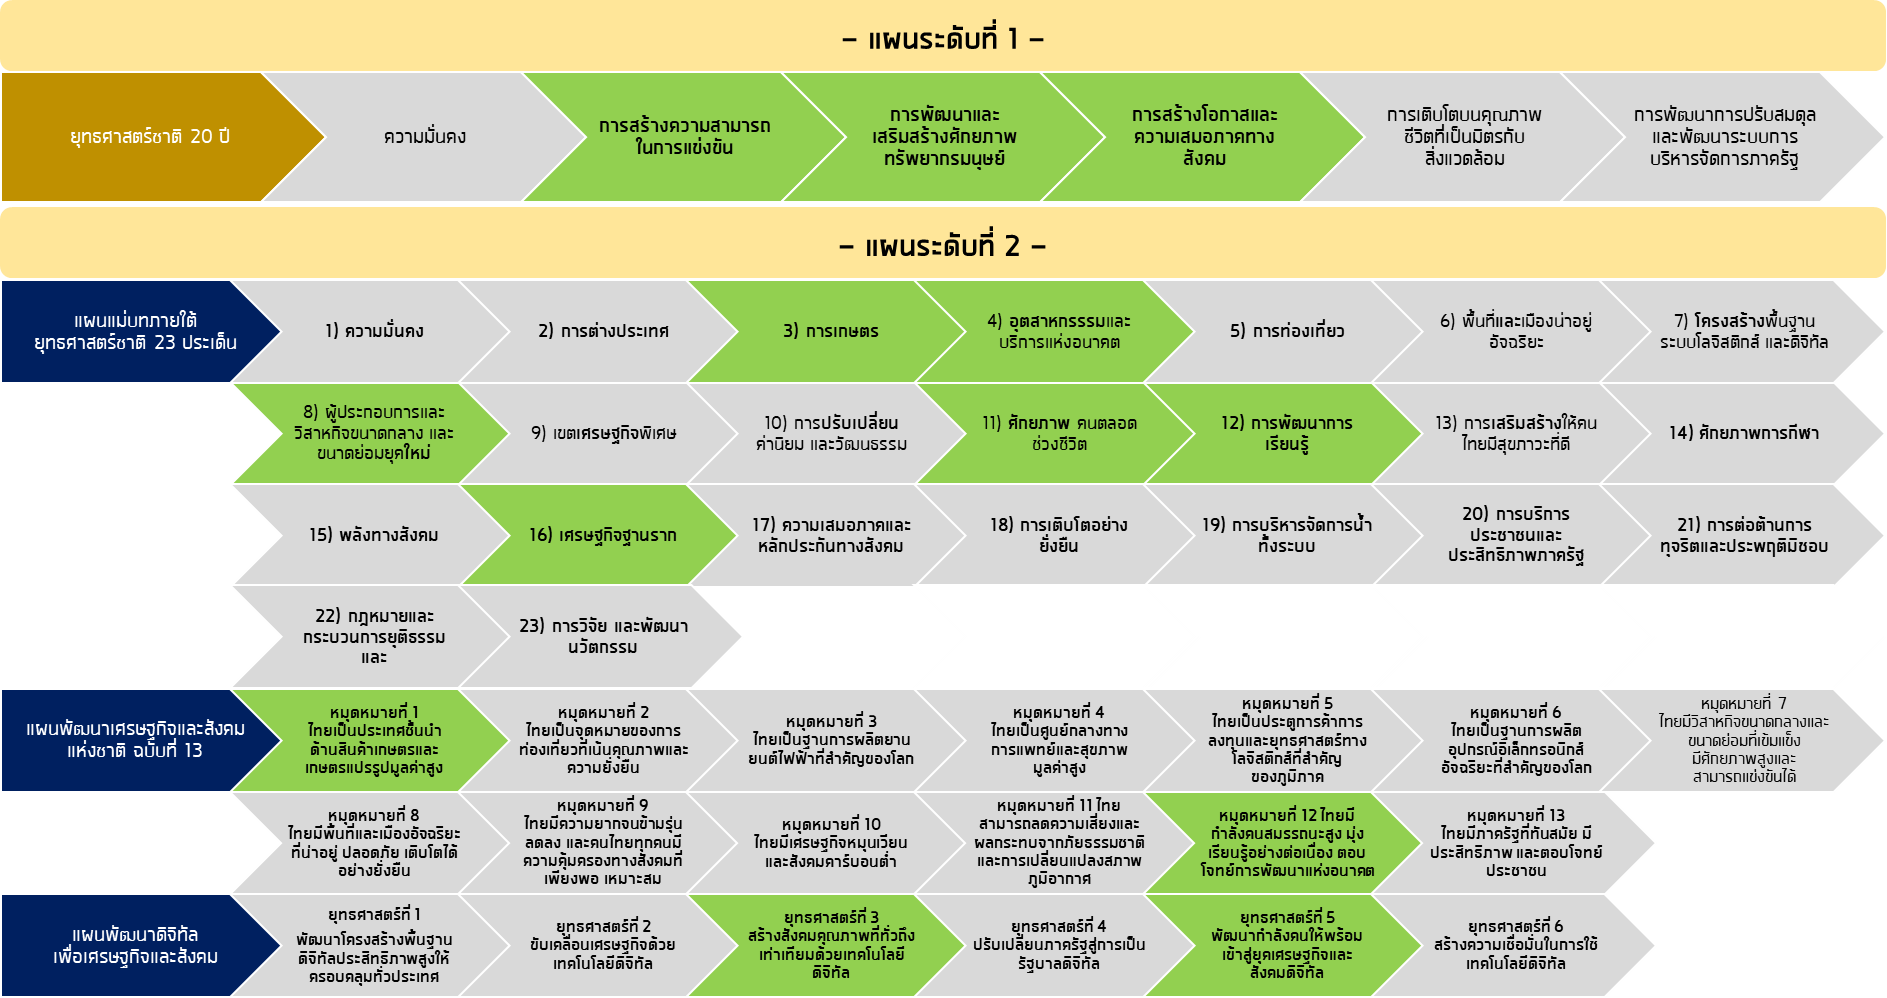 – แผนระดับที่ 1 –
ยุทธศาสตร์ชาติ 20 ปี
ความมั่นคง
การสร้างความสามารถ
ในการแข่งขัน
การพัฒนาและ
เสริมสร้างศักยภาพ
ทรัพยากรมนุษย์
การสร้างโอกาสและ
ความเสมอภาคทาง
สังคม
การเติบโตบนคุณภาพ
ชีวิตที่เป็นมิตรกับ
สิ่งแวดล้อม
การพัฒนาการปรับสมดุล
และพัฒนาระบบการ
บริหารจัดการภาครัฐ
– แผนระดับที่ 2 –
แผนแม่บทภายใต้
ยุทธศาสตร์ชาติ 23 ประเด็น
1) ความมั่นคง
2) การต่างประเทศ
3) การเกษตร
4) อุตสาหกรรรมและ
บริการแห่งอนาคต
5) การท่องเที่ยว
6) พื้นที่และเมืองน่าอยู่
อัจฉริยะ
7) โครงสร้างพื้นฐาน
ระบบโลจิสติกส์ และดิจิทัล
8) ผู้ประกอบการและ
วิสาหกิจขนาดกลาง และ
ขนาดย่อมยุคใหม่
9) เขตเศรษฐกิจพิเศษ
10) การปรับเปลี่ยน
ค่านิยม และวัฒนธรรม
11) ศักยภาพ คนตลอด
ช่วงชีวิต
12) การพัฒนาการ
เรียนรู้
13) การเสริมสร้างให้คน
ไทยมีสุขภาวะที่ดี
14) ศักยภาพการกีฬา
15) พลังทางสังคม
16) เศรษฐกิจฐานราก
17) ความเสมอภาคและ
หลักประกันทางสังคม
18) การเติบโตอย่าง
ยั่งยืน
19) การบริหารจัดการน้ำ
ทั้งระบบ
20) การบริการ
ประชาชนและ
ประสิทธิภาพภาครัฐ
21) การต่อต้านการ
ทุจริตและประพฤติมิชอบ
22) กฎหมายและ
กระบวนการยุติธรรม
และ
23) การวิจัย และพัฒนา
นวัตกรรม
แผนพัฒนาเศรษฐกิจและสังคม
แห่งชาติ ฉบับที่ 13
หมุดหมายที่ 1
ไทยเป็นประเทศชั้นนำ
ด้านสินค้าเกษตรและ
เกษตรแปรรูปมูลค่าสูง
หมุดหมายที่ 2
ไทยเป็นจุดหมายของการ
ท่องเที่ยวที่เน้นคุณภาพและ
ความยั่งยืน
หมุดหมายที่ 3
ไทยเป็นฐานการผลิตยาน
ยนต์ไฟฟ้าที่สำคัญของโลก
หมุดหมายที่ 4
ไทยเป็นศูนย์กลางทาง
การแพทย์และสุขภาพ
มูลค่าสูง
หมุดหมายที่ 5
ไทยเป็นประตูการค้าการ
ลงทุนและยุทธศาสตร์ทาง
โลจิสติกส์ที่สำคัญ
ของภูมิภาค
หมุดหมายที่ 6
ไทยเป็นฐานการผลิต
อุปกรณ์อิเล็กทรอนิกส์
อัจฉริยะที่สำคัญของโลก
หมุดหมายที่ 7
ไทยมีวิสาหกิจขนาดกลางและ
ขนาดย่อมที่เข้มแข็ง
มีศักยภาพสูงและ
สามารถแข่งขันได้
หมุดหมายที่ 8
ไทยมีพื้นที่และเมืองอัจฉริยะ
ที่น่าอยู่ ปลอดภัย เติบโตได้
อย่างยั่งยืน
หมุดหมายที่ 9
ไทยมีความยากจนข้ามรุ่น
ลดลง และคนไทยทุกคนมี
ความคุ้มครองทางสังคมที่
เพียงพอ เหมาะสม
หมุดหมายที่ 10
ไทยมีเศรษฐกิจหมุนเวียน
และสังคมคาร์บอนต่ำ
หมุดหมายที่ 11 ไทย
สามารถลดความเสี่ยงและ
ผลกระทบจากภัยธรรมชาติ
และการเปลี่ยนแปลงสภาพ
ภูมิอากาศ
หมุดหมายที่ 12 ไทยมี
กำลังคนสมรรถนะสูง มุ่ง
เรียนรู้อย่างต่อเนื่อง ตอบ
โจทย์การพัฒนาแห่งอนาคต
หมุดหมายที่ 13
ไทยมีภาครัฐที่ทันสมัย มี
ประสิทธิภาพ และตอบโจทย์
ประชาชน
แผนพัฒนาดิจิทัล
เพื่อเศรษฐกิจและสังคม
ยุทธศาสตร์ที่ 1
พัฒนาโครงสร้างพื้นฐาน
ดิจิทัลประสิทธิภาพสูงให้
ครอบคลุมทั่วประเทศ
ยุทธศาสตร์ที่ 2
ขับเคลื่อนเศรษฐกิจด้วย
เทคโนโลยีดิจิทัล
ยุทธศาสตร์ที่ 3
สร้างสังคมคุณภาพที่ทั่วถึง
เท่าเทียมด้วยเทคโนโลยี
ดิจิทัล
ยุทธศาสตร์ที่ 4
ปรับเปลี่ยนภาครัฐสู่การเป็น
รัฐบาลดิจิทัล
ยุทธศาสตร์ที่ 5
พัฒนากำลังคนให้พร้อม
เข้าสู่ยุคเศรษฐกิจและ
สังคมดิจิทัล
ยุทธศาสตร์ที่ 6
สร้างความเชื่อมั่นในการใช้
เทคโนโลยีดิจิทัล